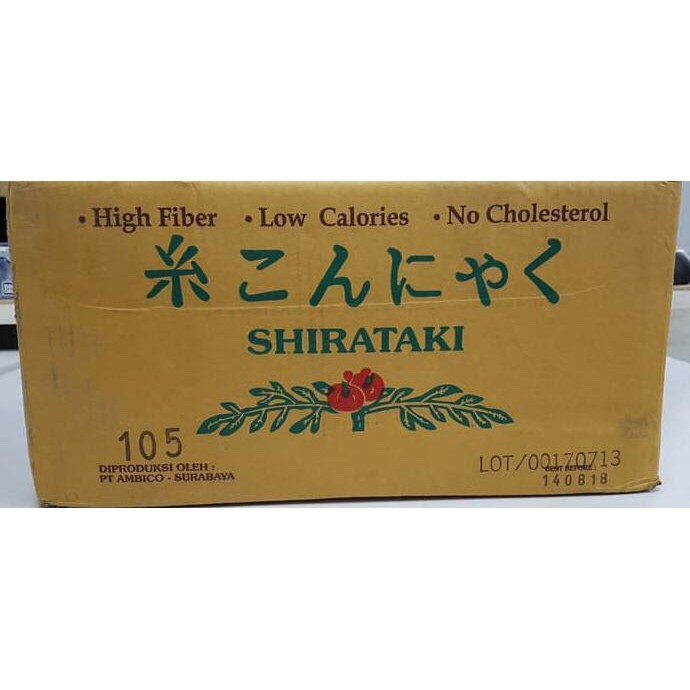 • High Fiber • Low Calories • No Cholesterol
糸こんにゃく
SHIRATAKI
105
DIPRODUKSI OLEH :
PT AMBICO - SURABAYA
LOT/00170713
BEST BEFORE :
140818